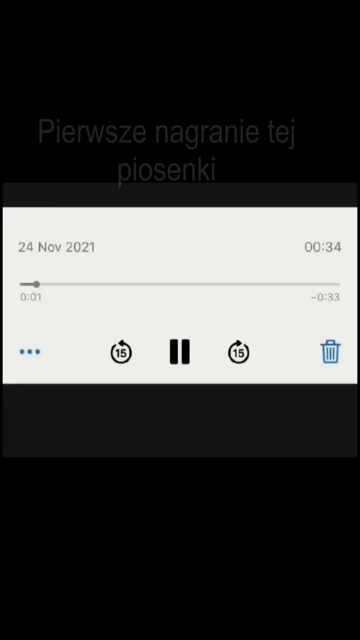 Pierwsze nagranie tej
piosenki
24 Nov 2021 00:34
0:01 -0:33
15 15